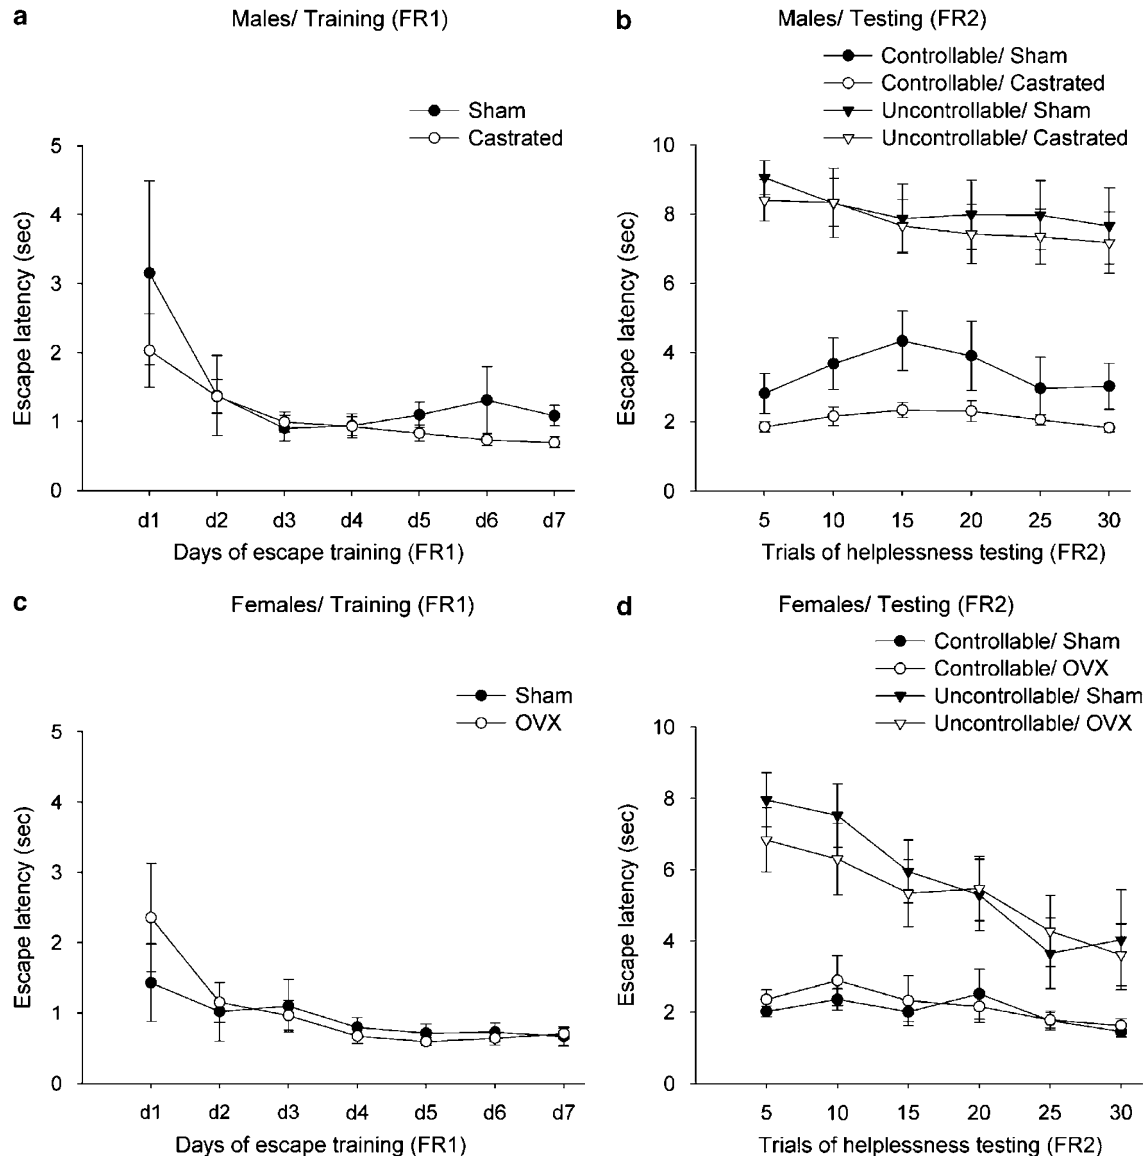 a
Males/ Training (FR1)
Sham
Castrated
Escape latency (sec)
5
4
3
2
1
0
d1 d2 d3 d4 d5 d6 d7
Days of escape training (FR1)
b
Males/ Testing (FR2)
Controllable/ Sham
Controllable/ Castrated
Uncontrollable/ Sham
Uncontrollable/ Castrated
Escape latency (sec)
10
8
6
4
2
0
5 10 15 20 25 30
Trials of helplessness testing (FR2)
c
Females/ Training (FR1)
Sham
OVX
Escape latency (sec)
5
4
3
2
1
0
d1 d2 d3 d4 d5 d6 d7
Days of escape training (FR1)
d
Females/ Testing (FR2)
Controllable/ Sham
Controllable/ OVX
Uncontrollable/ Sham
Uncontrollable/ OVX
Escape latency (sec)
10
8
6
4
2
0
5 10 15 20 25 30
Trials of helplessness testing (FR2)